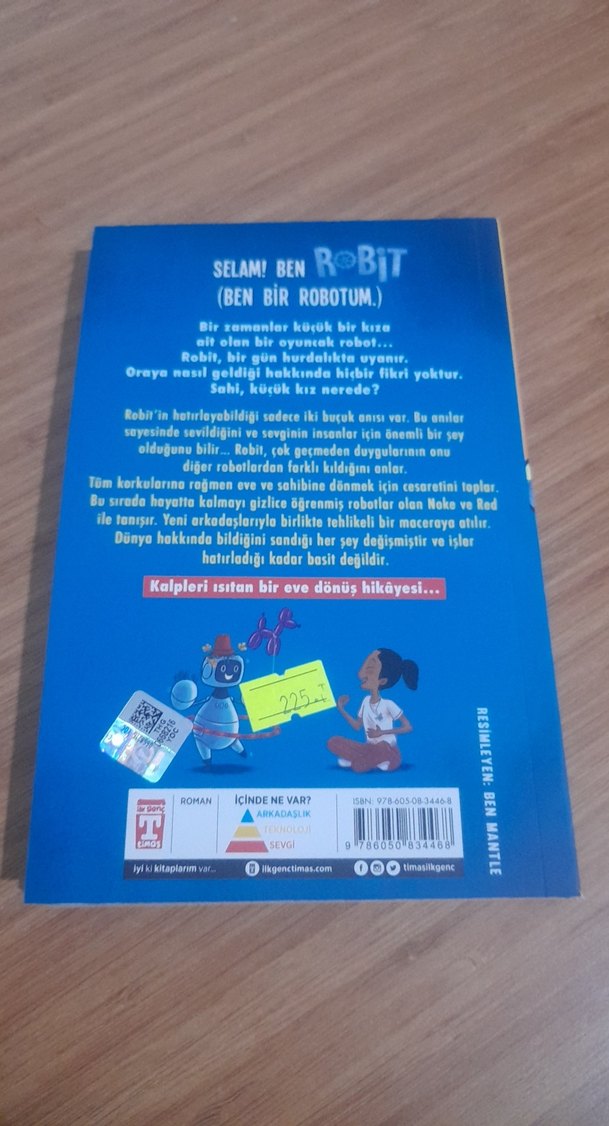 SELAM! BEN ROBİT
(BEN BİR ROBOTUM.)
Bir zamanlar küçük bir kıza
ait olan bir oyuncak robot...
Robit, bir gün hurdalıkta uyanır.
Oraya nasıl geldiği hakkında hiçbir fikri yoktur.
Sahi, küçük kız nerede?
Robit'in hatırlayabildiği sadece iki buçuk anısı var. Bu anılar
sayesinde sevildiğini ve sevginin insanlar için önemli bir şey
olduğunu bilir... Robit, çok geçmeden duygularının onu
diğer robotlardan farklı kıldığını anlar.
Tüm korkularına rağmen eve ve sahibine dönmek için cesaretini toplar.
Bu sırada hayatta kalmayı gizlice öğrenmiş robotlar olan Noke ve Red
ile tanışır. Yeni arkadaşlarıyla birlikte tehlikeli bir maceraya atılır.
Dünya hakkında bildiğini sandığı her şey değişmiştir ve işler
hatırladığı kadar basit değildir.
Kalpleri ısıtan bir eve dönüş hikâyesi...
225
RESİMLEYEN: BEN MANTLE
ilk genç
T
timaş
ROMAN
İÇİNDE NE VAR?
ARKADAŞLIK
TEKNOLOJİ
SEVGİ
ISBN: 978-605-08-3446-8
9 786050 834468
iyi ki kitaplarım var...
ilkgenctimas.com
timasilkgenc